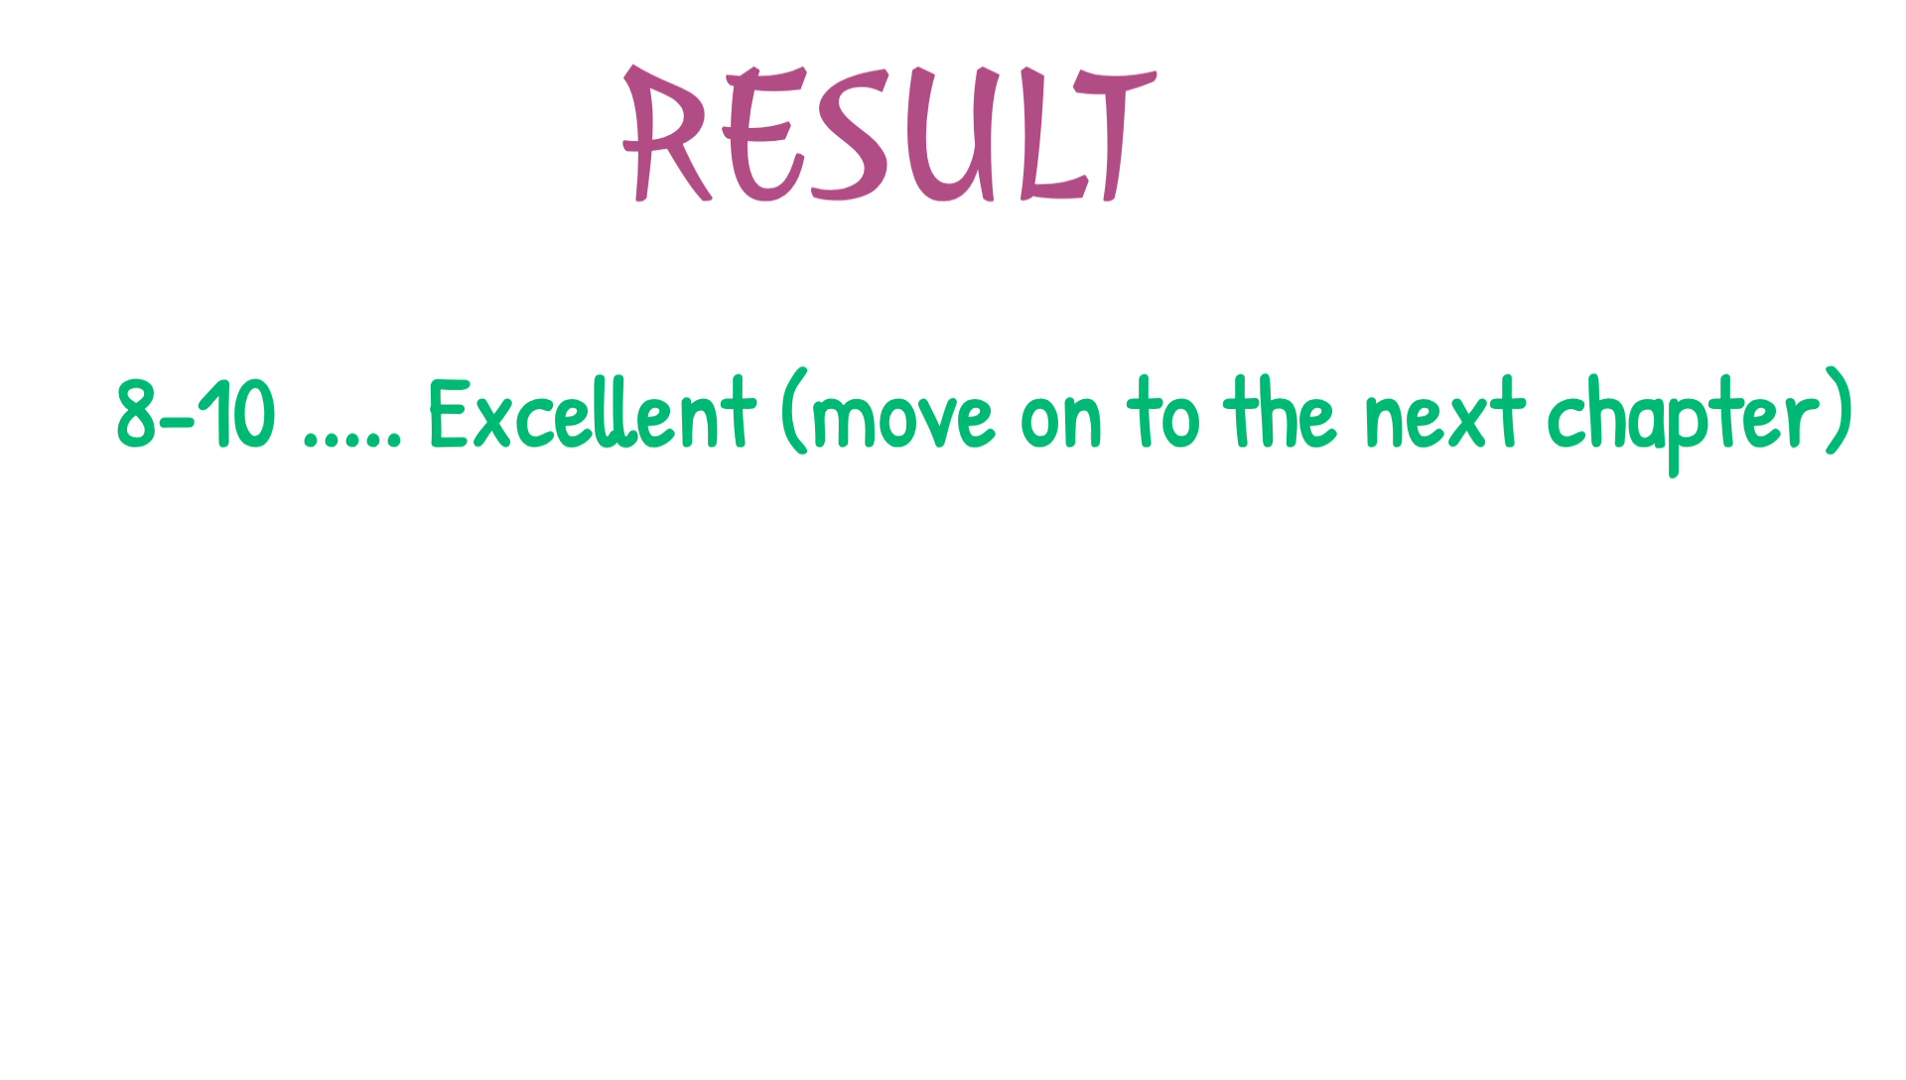 RESULT
8-10 ..... Excellent (move on to the next chapter)